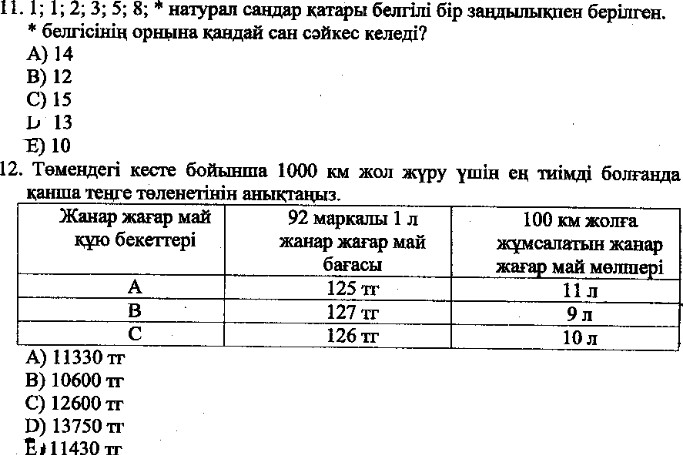 11. 1; 1; 2; 3; 5; 8; * натурал сандар қатары белгілі бір заңдылықпен берілген.
* белгісінің орнына қандай сан сәйкес келеді?
A) 14
B) 12
C) 15
D 13
E) 10
12. Төмендегі кесте бойынша 1000 км жол жүру үшін ең тиімді болғанда
қанша теңге төленетінін анықтаңыз.
Жанар жағар май
құю бекеттері
92 маркалы 1 л
жанар жағар май
бағасы
100 км жолға
жұмсалатын жанар
жағар май мөлшері
A 125 тг 11 л
B 127 тг 9 л
C 126 тг 10 л
A) 11330 тг
B) 10600 тг
C) 12600 тг
D) 13750 тг
E) 11430 тг